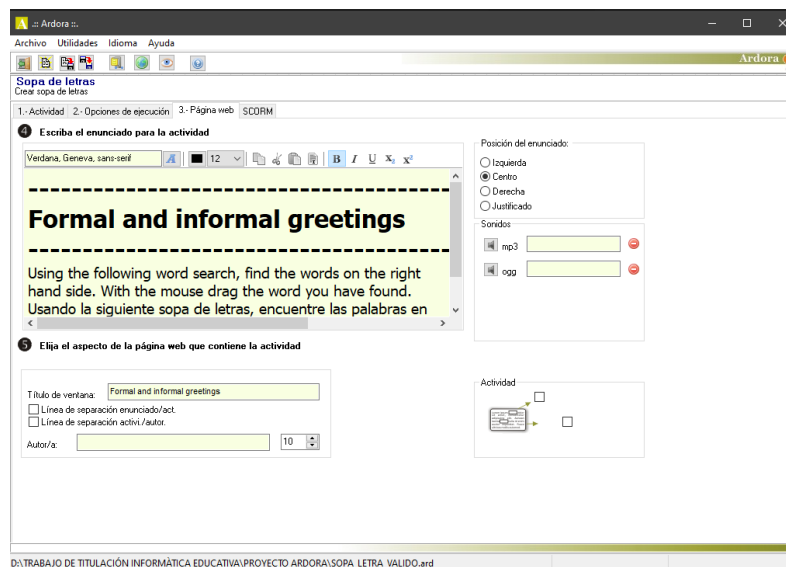 .:: Ardora ::.
Archivo Utilidades Idioma Ayuda
Ardora
Sopa de letras
Crear sopa de letras
1.- Actividad 2.- Opciones de ejecución 3.- Página web SCORM
4 Escriba el enunciado para la actividad
Verdana, Geneva, sans-serif A 12 B I U X₂ x²
Formal and informal greetings
Using the following word search, find the words on the right
hand side. With the mouse drag the word you have found.
Usando la siguiente sopa de letras, encuentre las palabras en
Posición del enunciado:
Izquierda
Centro
Derecha
Justificado
Sonidos
mp3
ogg
5 Elija el aspecto de la página web que contiene la actividad
Título de ventana: Formal and informal greetings
Línea de separación enunciado/act.
Línea de separación activi./autor.
Autor/a: 10
Actividad
D:\TRABAJO DE TITULACIÓN INFORMÀTICA EDUCATIVA\PROYECTO ARDORA\SOPA_LETRA_VALIDO.ard